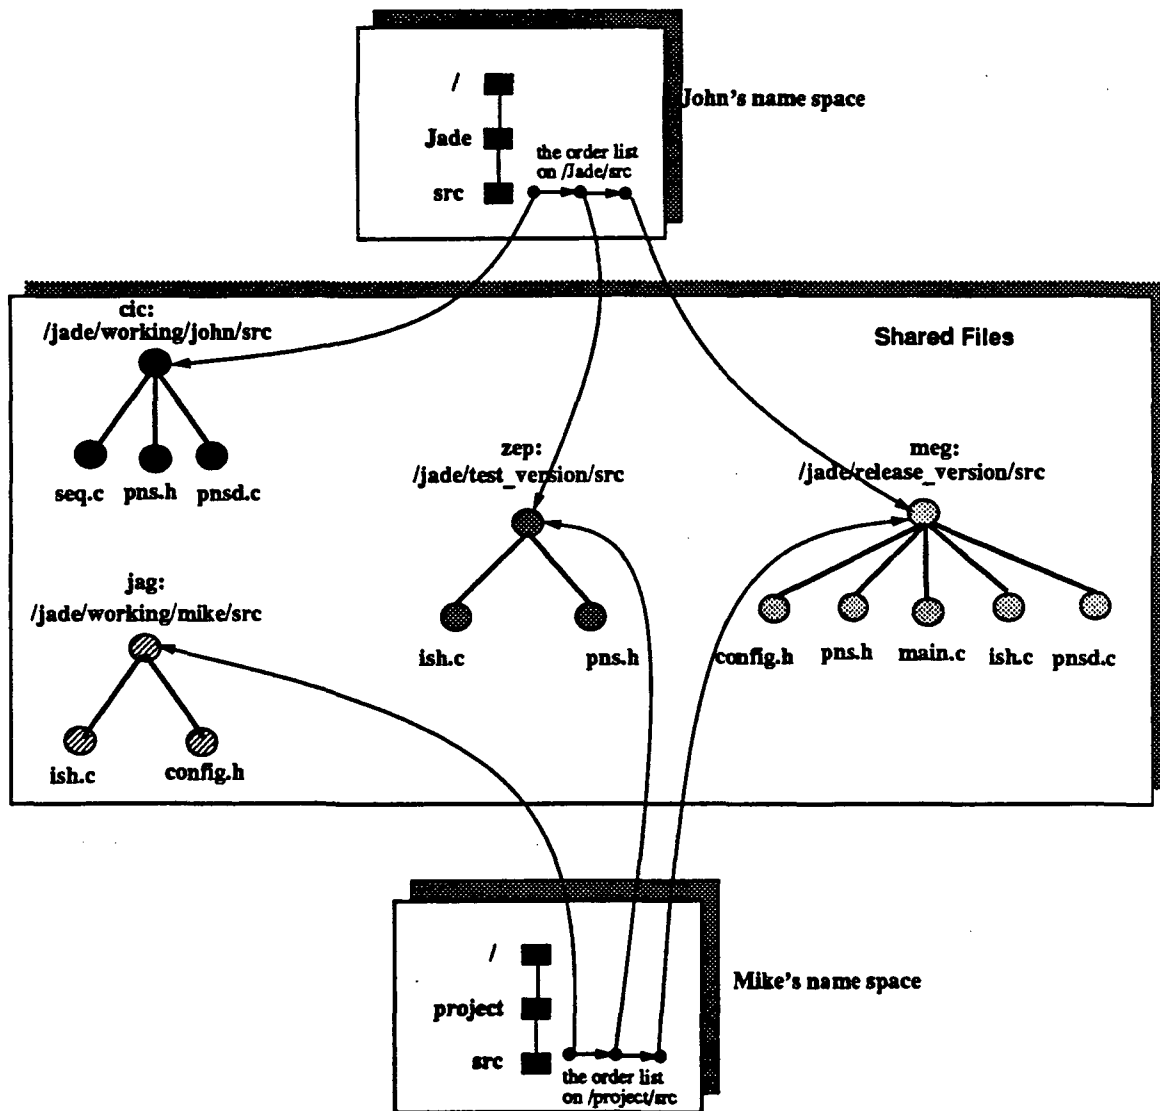 /
John's name space
Jade
the order list
on /Jade/src
src
cic:
/jade/working/john/src
Shared Files
zep:
/jade/test_version/src
meg:
/jade/release_version/src
seq.c pns.h pnsd.c
jag:
/jade/working/mike/src
ish.c pns.h
config.h pns.h main.c ish.c pnsd.c
ish.c config.h
/
Mike's name space
project
src
the order list
on /project/src